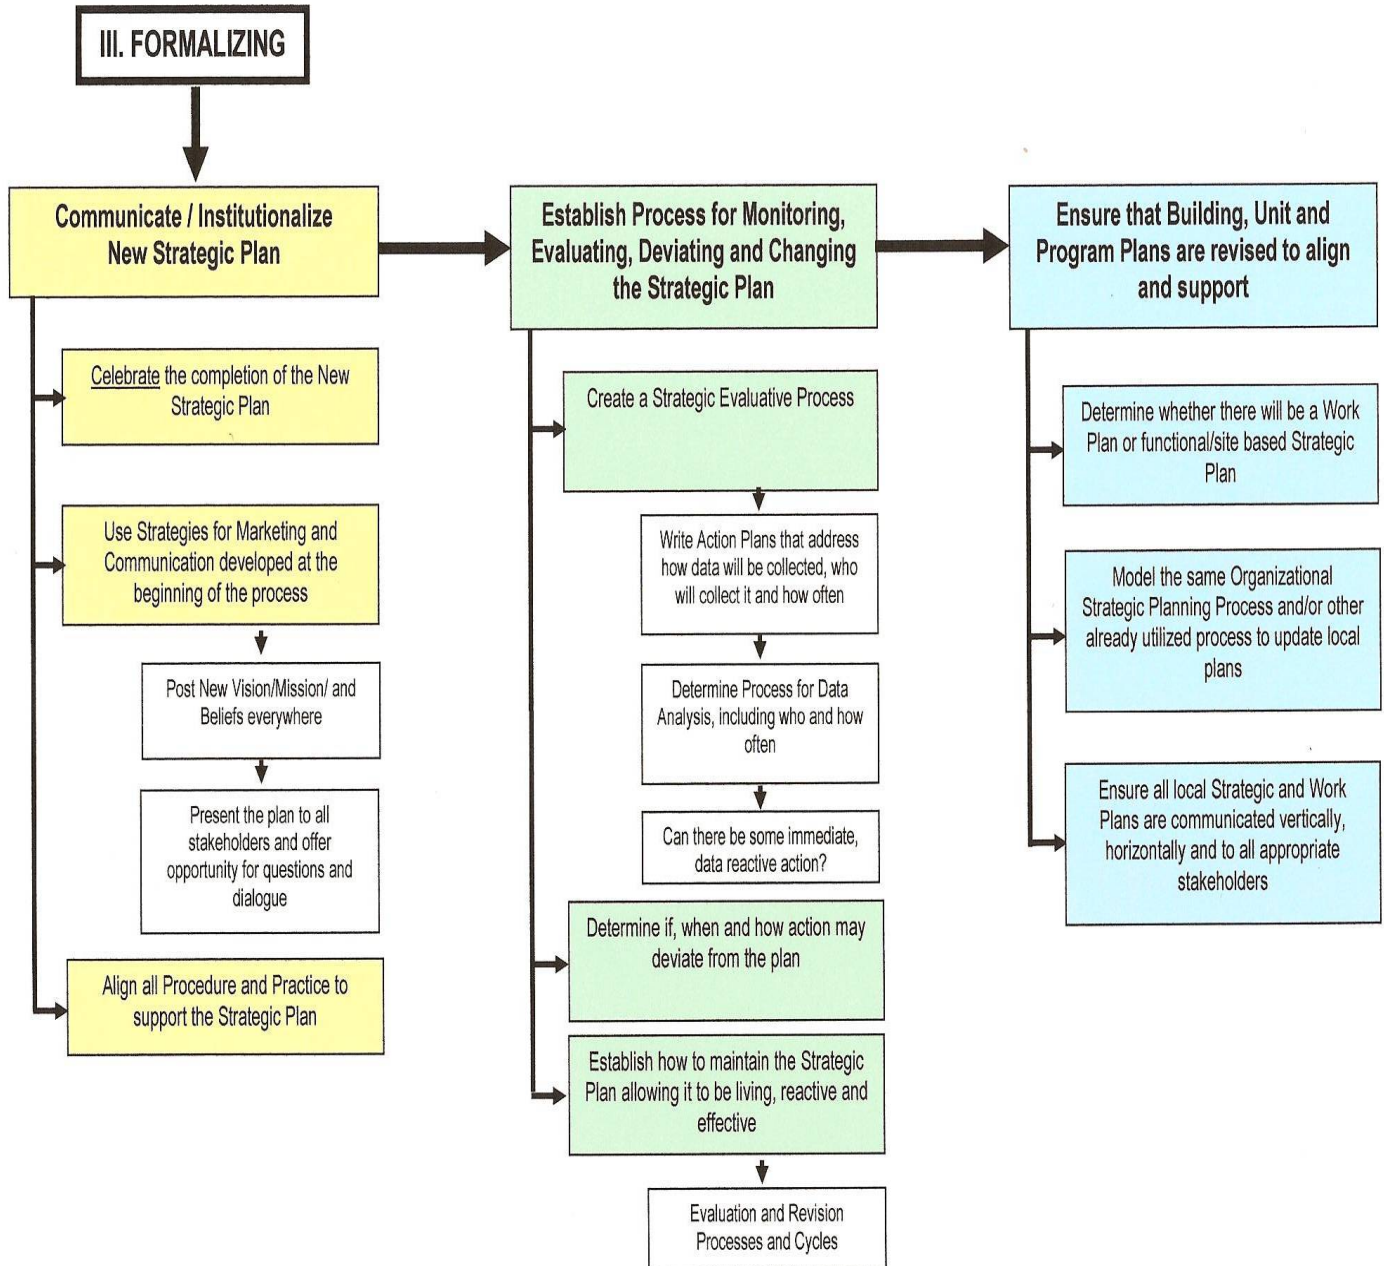 III. FORMALIZING
Communicate / Institutionalize
New Strategic Plan
Celebrate the completion of the New
Strategic Plan
Use Strategies for Marketing and
Communication developed at the
beginning of the process
Post New Vision/Mission/ and
Beliefs everywhere
Present the plan to all
stakeholders and offer
opportunity for questions and
dialogue
Align all Procedure and Practice to
support the Strategic Plan
Establish Process for Monitoring,
Evaluating, Deviating and Changing
the Strategic Plan
Create a Strategic Evaluative Process
Write Action Plans that address
how data will be collected, who
will collect it and how often
Determine Process for Data
Analysis, including who and how
often
Can there be some immediate,
data reactive action?
Determine if, when and how action may
deviate from the plan
Establish how to maintain the Strategic
Plan allowing it to be living, reactive and
effective
Evaluation and Revision
Processes and Cycles
Ensure that Building, Unit and
Program Plans are revised to align
and support
Determine whether there will be a Work
Plan or functional/site based Strategic
Plan
Model the same Organizational
Strategic Planning Process and/or other
already utilized process to update local
plans
Ensure all local Strategic and Work
Plans are communicated vertically,
horizontally and to all appropriate
stakeholders